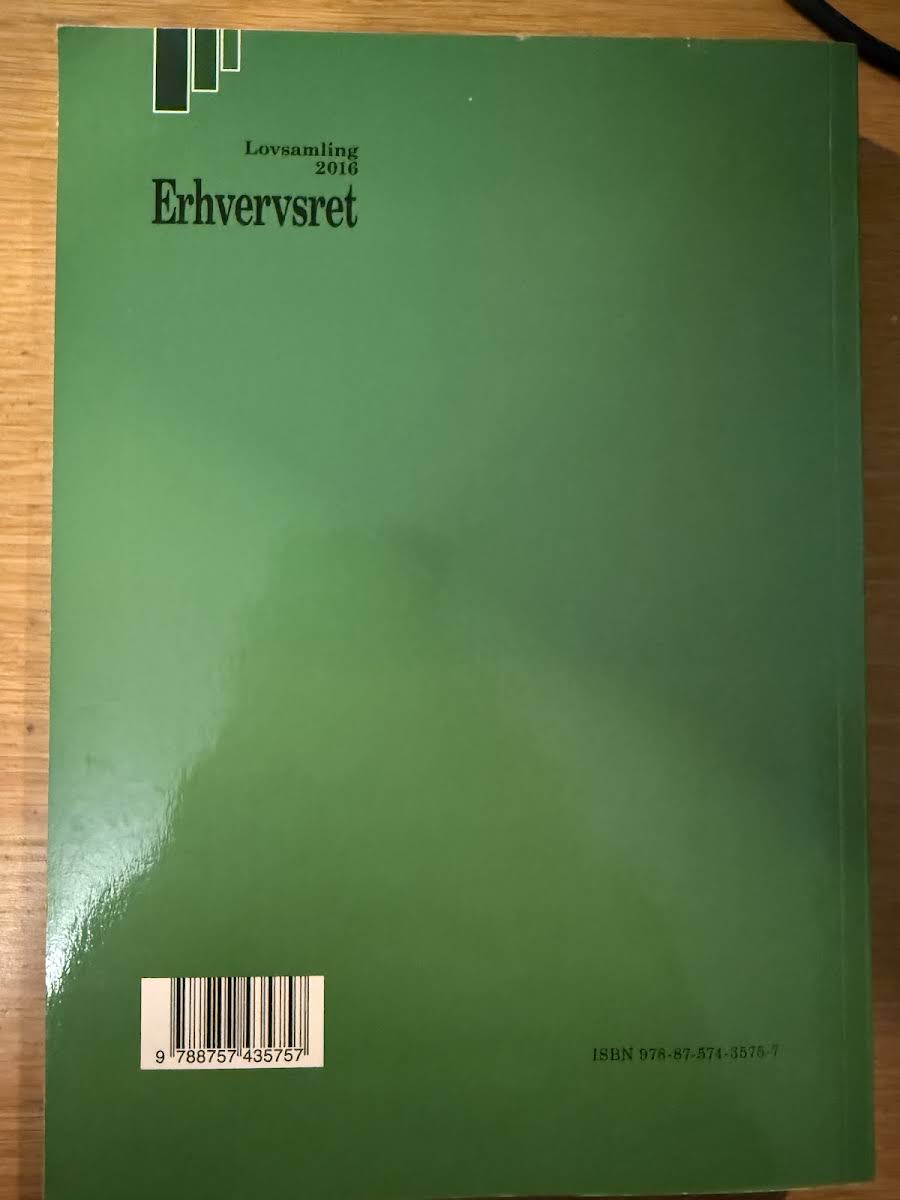 Lovsamling
2016
Erhvervsret
9 788757 435757
ISBN 978-87-574-3575-7